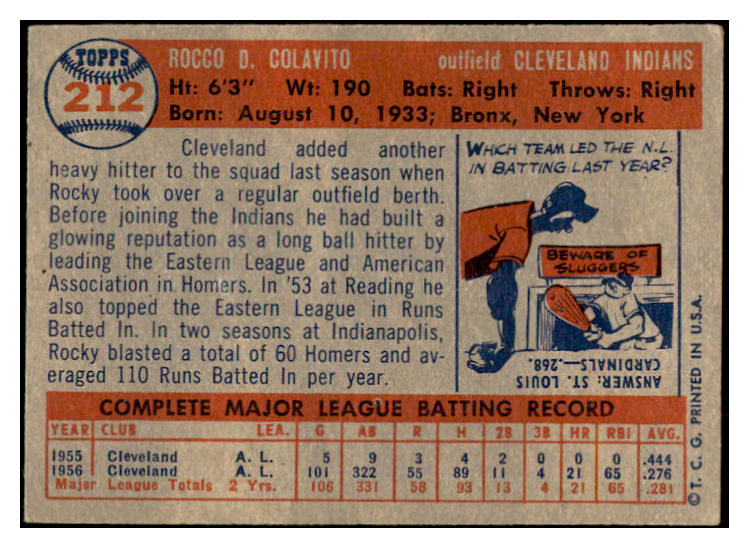 TOPPS
212
ROCCO D. COLAVITO outfield CLEVELAND INDIANS
Ht: 6'3" Wt: 190 Bats: Right Throws: Right
Born: August 10, 1933; Bronx, New York
Cleveland added another
heavy hitter to the squad last season when
Rocky took over a regular outfield berth.
Before joining the Indians he had built a
glowing reputation as a long ball hitter by
leading the Eastern League and American
Association in Homers. In '53 at Reading he
also topped the Eastern League in Runs
Batted In. In two seasons at Indianapolis,
Rocky blasted a total of 60 Homers and av-
eraged 110 Runs Batted In per year.
WHICH TEAM LED THE N.L.
IN BATTING LAST YEAR?
BEWARE OF
SLUGGERS
ANSWER: ST. LOUIS
CARDINALS—.268.
COMPLETE MAJOR LEAGUE BATTING RECORD
YEAR CLUB LEA. G AB R H 2B 3B HR RBI AVG.
1955 Cleveland A. L. 5 9 3 4 2 0 0 0 .444
1956 Cleveland A. L. 101 322 55 89 11 4 21 65 .276
Major League Totals 2 Yrs. 106 331 58 93 13 4 21 65 .281
© T. C. G. PRINTED IN U.S.A.